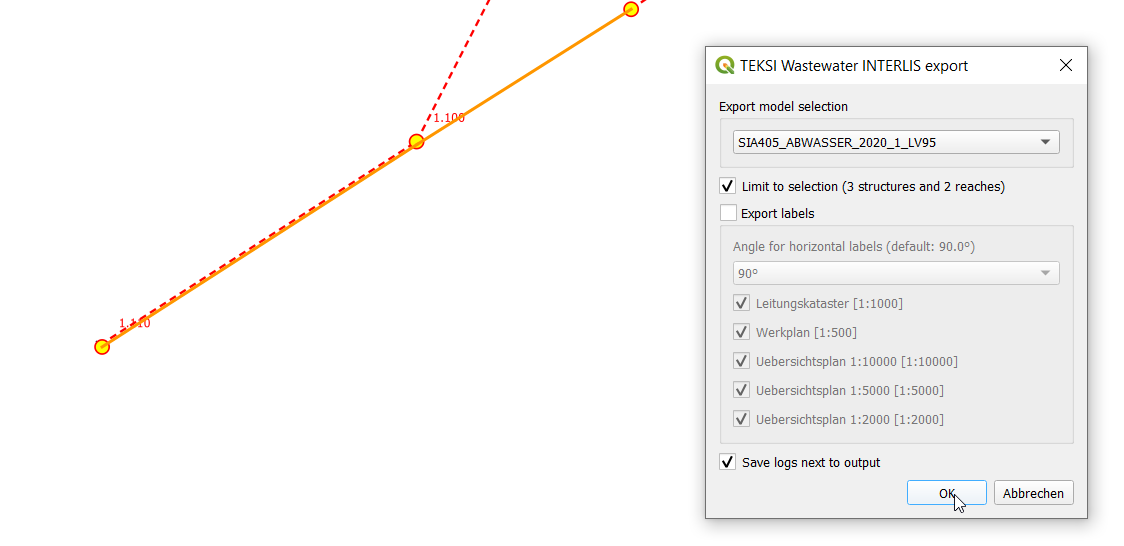 1.100
1.110
TEKSI Wastewater INTERLIS export
Export model selection
SIA405_ABWASSER_2020_1_LV95
Limit to selection (3 structures and 2 reaches)
Export labels
Angle for horizontal labels (default: 90.0°)
90°
Leitungskataster [1:1000]
Werkplan [1:500]
Uebersichtsplan 1:10000 [1:10000]
Uebersichtsplan 1:5000 [1:5000]
Uebersichtsplan 1:2000 [1:2000]
Save logs next to output
OK
Abbrechen